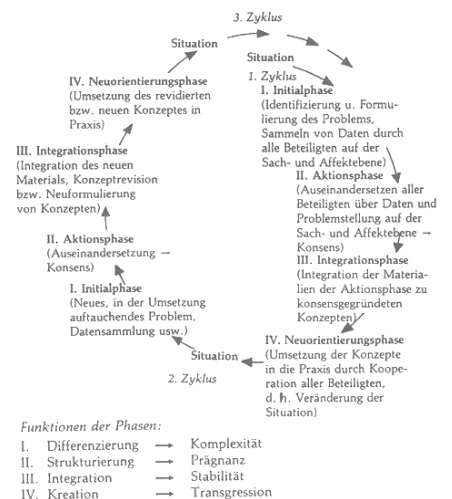 3. Zyklus
Situation
Situation
1. Zyklus
I. Initialphase
(Identifizierung u. Formu-
lierung des Problems,
Sammeln von Daten durch
alle Beteiligten auf der
Sach- und Affektebene)
II. Aktionsphase
(Auseinandersetzen aller
Beteiligten über Daten und
Problemstellung auf der
Sach- und Affektebene →
Konsens)
III. Integrationsphase
(Integration der Materia-
lien der Aktionsphase zu
konsensgegründeten
Konzepten)
IV. Neuorientierungsphase
(Umsetzung der Konzepte
in die Praxis durch Koope-
ration aller Beteiligten,
d. h. Veränderung der
Situation)
Situation
2. Zyklus
I. Initialphase
(Neues, in der Umsetzung
auftauchendes Problem,
Datensammlung usw.)
II. Aktionsphase
(Auseinandersetzung →
Konsens)
III. Integrationsphase
(Integration des neuen
Materials, Konzeptrevision
bzw. Neuformulierung
von Konzepten)
IV. Neuorientierungsphase
(Umsetzung des revidierten
bzw. neuen Konzeptes in
Praxis)
Funktionen der Phasen:
I. Differenzierung → Komplexität
II. Strukturierung → Prägnanz
III. Integration → Stabilität
IV. Kreation → Transgression